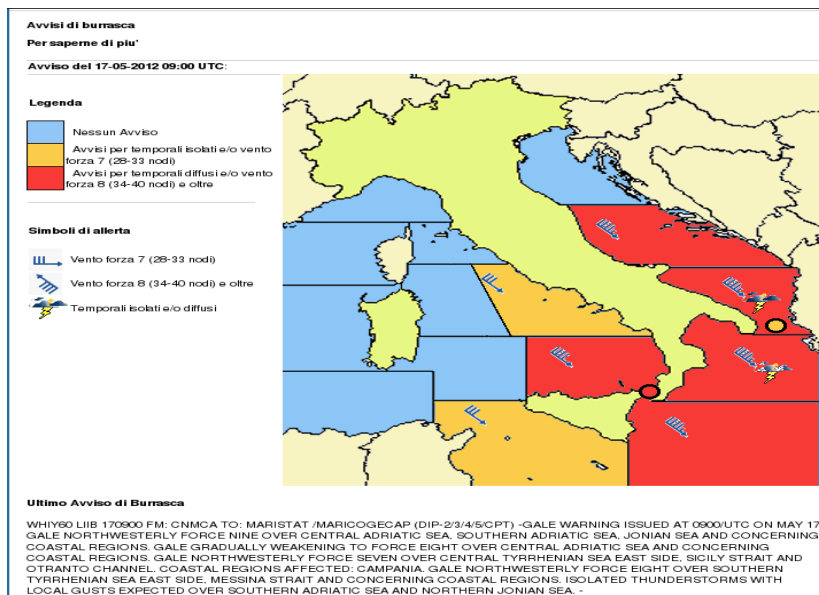 Avvisi di burrasca
Per saperne di piu'
Avviso del 17-05-2012 09:00 UTC:
Legenda
Nessun Avviso
Avvisi per temporali isolati e/o vento
forza 7 (28-33 nodi)
Avvisi per temporali diffusi e/o vento
forza 8 (34-40 nodi) e oltre
Simboli di allerta
Vento forza 7 (28-33 nodi)
Vento forza 8 (34-40 nodi) e oltre
Temporali isolati e/o diffusi
Ultimo Avviso di Burrasca
WHIY60 LIIB 170900 FM: CNMCA TO: MARISTAT /MARICOGECAP (DIP-2/3/4/5/CPT) -GALE WARNING ISSUED AT 0900/UTC ON MAY 17
GALE NORTHWESTERLY FORCE NINE OVER CENTRAL ADRIATIC SEA, SOUTHERN ADRIATIC SEA, JONIAN SEA AND CONCERNING
COASTAL REGIONS. GALE GRADUALLY WEAKENING TO FORCE EIGHT OVER CENTRAL ADRIATIC SEA AND CONCERNING
COASTAL REGIONS. GALE NORTHWESTERLY FORCE SEVEN OVER CENTRAL TYRRHENIAN SEA EAST SIDE, SICILY STRAIT AND
OTRANTO CHANNEL. COASTAL REGIONS AFFECTED: CAMPANIA. GALE NORTHWESTERLY FORCE EIGHT OVER SOUTHERN
TYRRHENIAN SEA EAST SIDE, MESSINA STRAIT AND CONCERNING COASTAL REGIONS. ISOLATED THUNDERSTORMS WITH
LOCAL GUSTS EXPECTED OVER SOUTHERN ADRIATIC SEA AND NORTHERN JONIAN SEA. -